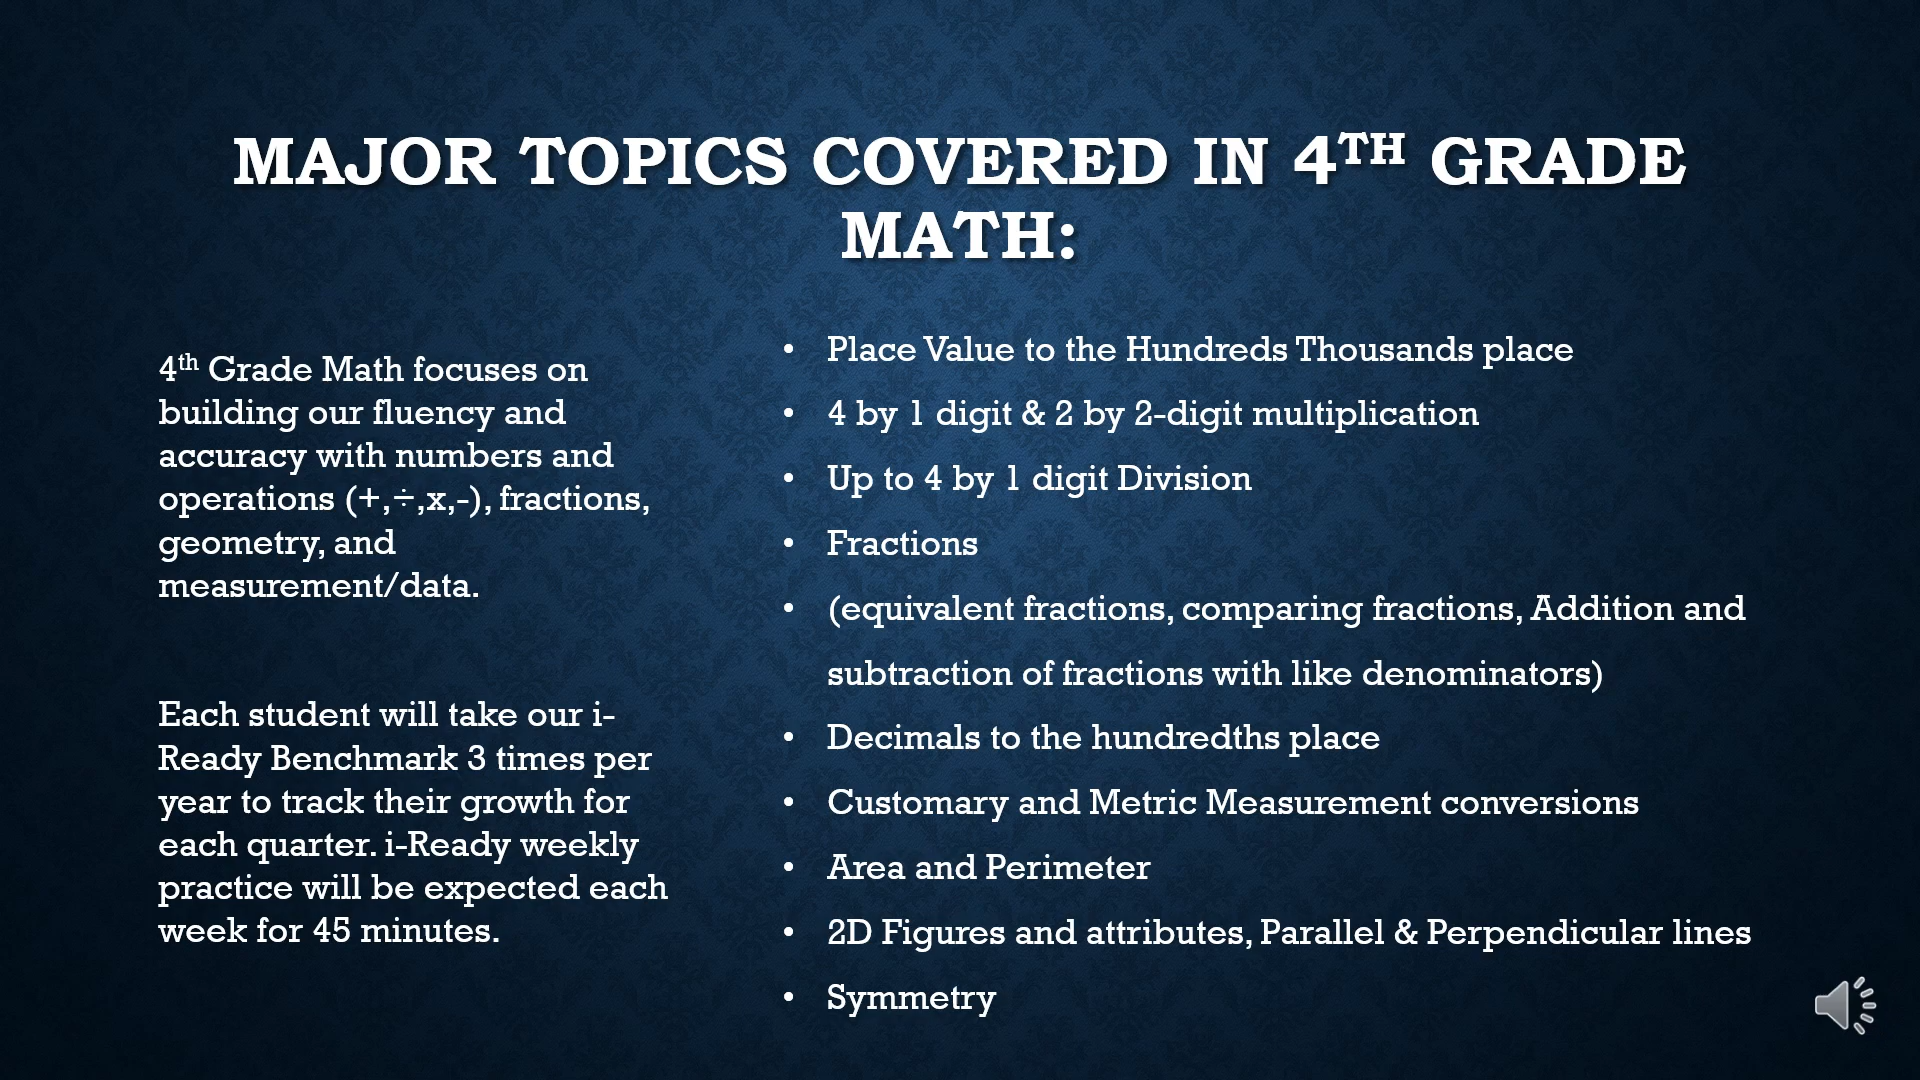 MAJOR TOPICS COVERED IN 4TH GRADE
MATH:
4th Grade Math focuses on
building our fluency and
accuracy with numbers and
operations (+,÷,x,-), fractions,
geometry, and
measurement/data.
Each student will take our i-
Ready Benchmark 3 times per
year to track their growth for
each quarter. i-Ready weekly
practice will be expected each
week for 45 minutes.
• Place Value to the Hundreds Thousands place
• 4 by 1 digit & 2 by 2-digit multiplication
• Up to 4 by 1 digit Division
• Fractions
• (equivalent fractions, comparing fractions, Addition and
subtraction of fractions with like denominators)
• Decimals to the hundredths place
• Customary and Metric Measurement conversions
• Area and Perimeter
• 2D Figures and attributes, Parallel & Perpendicular lines
• Symmetry